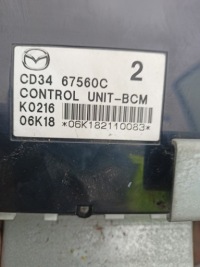 CD34 67560C 2
CONTROL UNIT-BCM
K0216
06K18 *06K182110083*